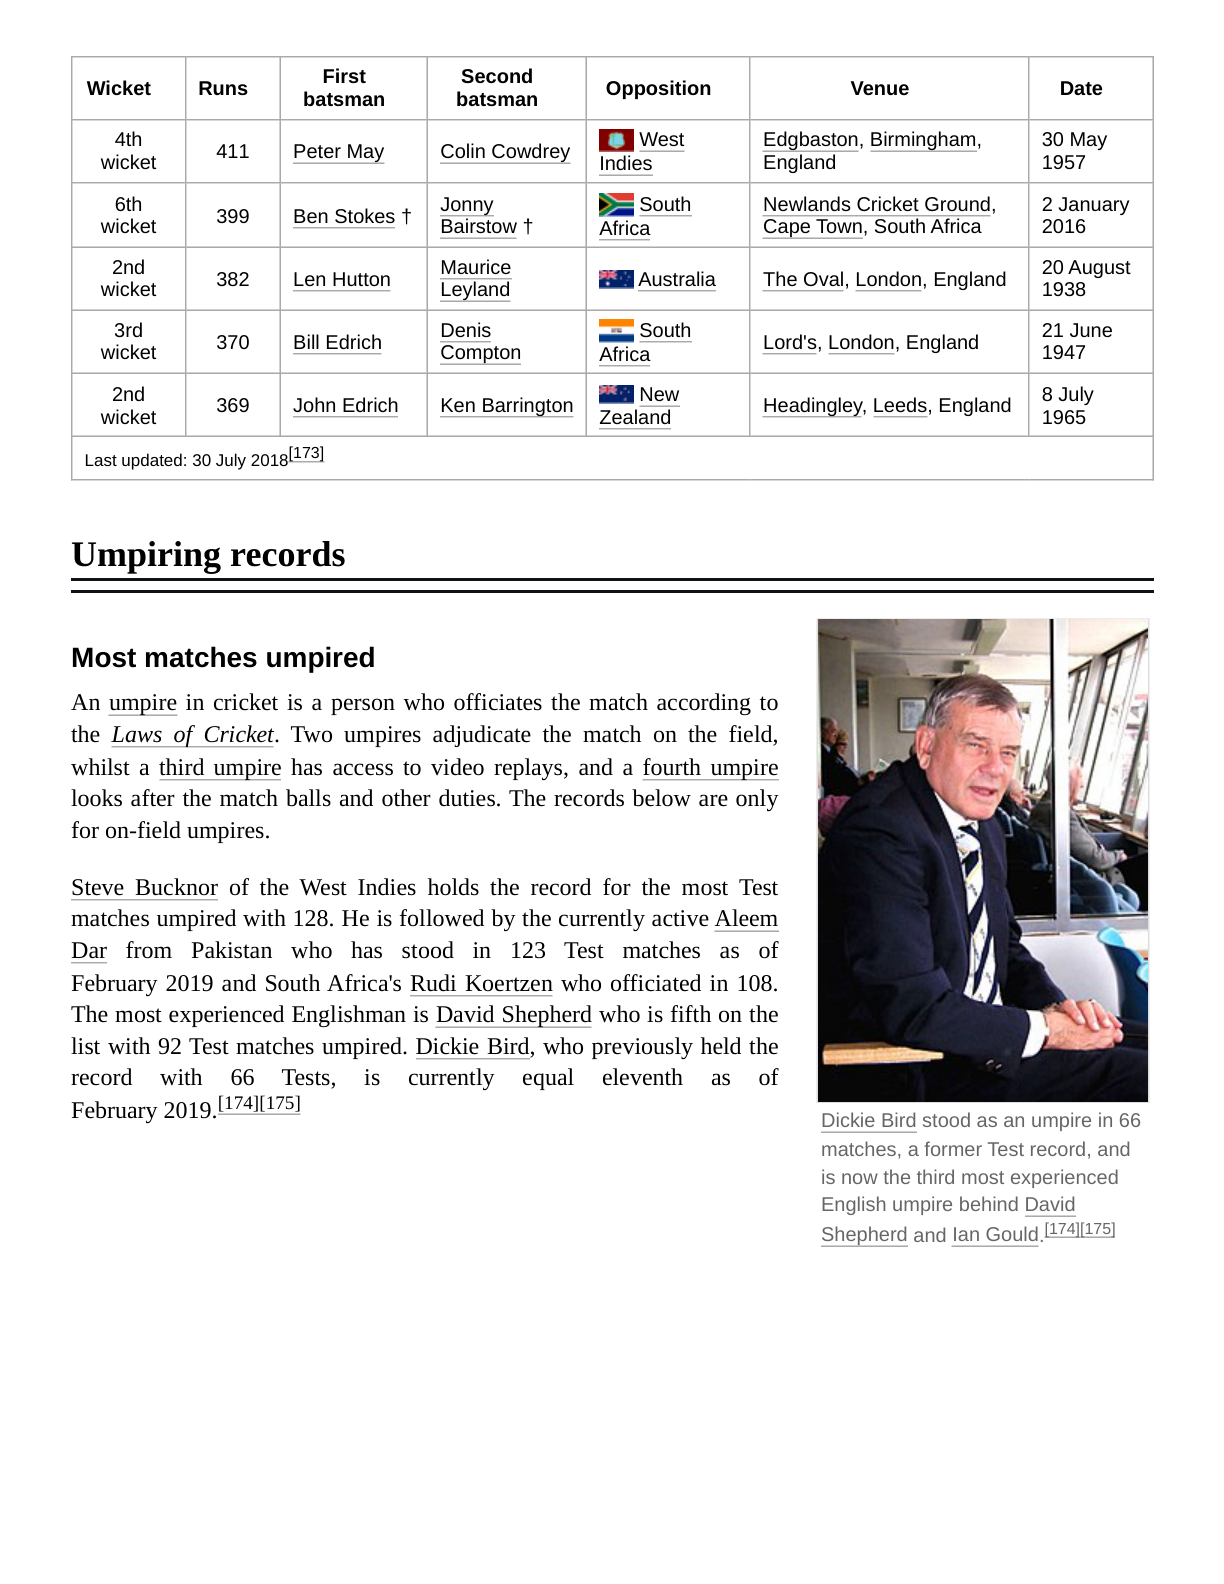 Wicket Runs First batsman Second batsman Opposition Venue Date
4th wicket 411 Peter May Colin Cowdrey West Indies Edgbaston, Birmingham, England 30 May 1957
6th wicket 399 Ben Stokes † Jonny Bairstow † South Africa Newlands Cricket Ground, Cape Town, South Africa 2 January 2016
2nd wicket 382 Len Hutton Maurice Leyland Australia The Oval, London, England 20 August 1938
3rd wicket 370 Bill Edrich Denis Compton South Africa Lord's, London, England 21 June 1947
2nd wicket 369 John Edrich Ken Barrington New Zealand Headingley, Leeds, England 8 July 1965
Last updated: 30 July 2018[173]
Umpiring records
Most matches umpired
An umpire in cricket is a person who officiates the match according to
the Laws of Cricket. Two umpires adjudicate the match on the field,
whilst a third umpire has access to video replays, and a fourth umpire
looks after the match balls and other duties. The records below are only
for on-field umpires.
Steve Bucknor of the West Indies holds the record for the most Test
matches umpired with 128. He is followed by the currently active Aleem
Dar from Pakistan who has stood in 123 Test matches as of
February 2019 and South Africa's Rudi Koertzen who officiated in 108.
The most experienced Englishman is David Shepherd who is fifth on the
list with 92 Test matches umpired. Dickie Bird, who previously held the
record with 66 Tests, is currently equal eleventh as of
February 2019.[174][175]
Dickie Bird stood as an umpire in 66
matches, a former Test record, and
is now the third most experienced
English umpire behind David
Shepherd and Ian Gould.[174][175]